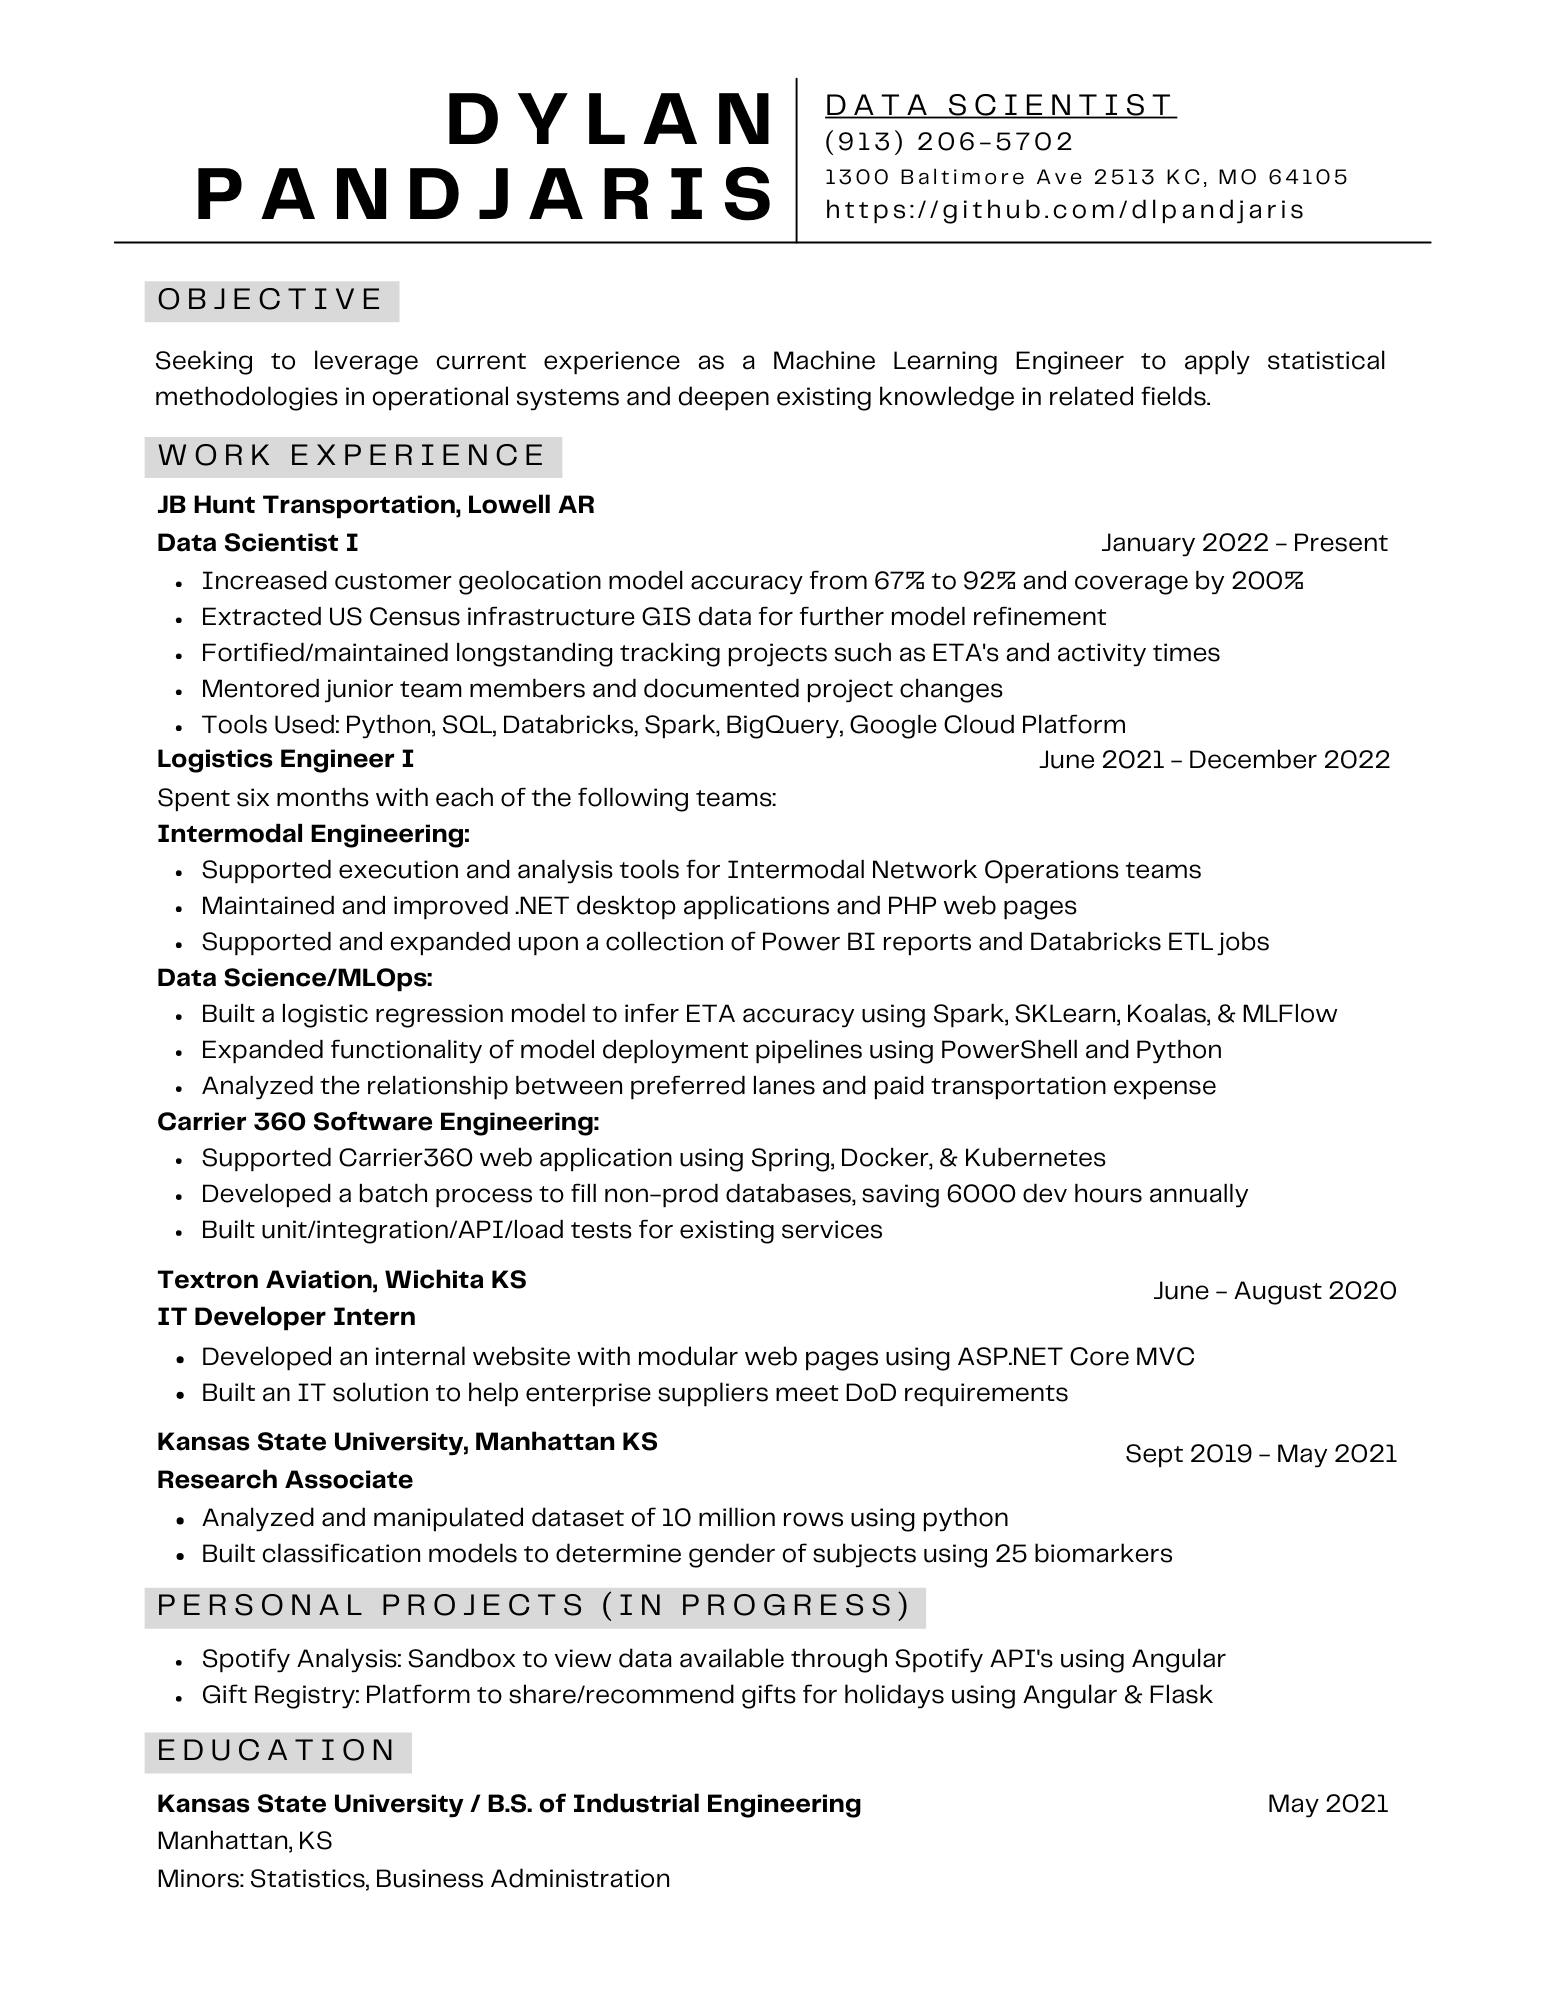 DYLAN
PANDJARIS
DATA SCIENTIST
(913) 206-5702
1300 Baltimore Ave 2513 KC, MO 64105
https://github.com/dlpandjaris
OBJECTIVE
Seeking to leverage current experience as a Machine Learning Engineer to apply statistical
methodologies in operational systems and deepen existing knowledge in related fields.
WORK EXPERIENCE
JB Hunt Transportation, Lowell AR
Data Scientist I January 2022 - Present
• Increased customer geolocation model accuracy from 67% to 92% and coverage by 200%
• Extracted US Census infrastructure GIS data for further model refinement
• Fortified/maintained longstanding tracking projects such as ETA's and activity times
• Mentored junior team members and documented project changes
• Tools Used: Python, SQL, Databricks, Spark, BigQuery, Google Cloud Platform
Logistics Engineer I June 2021 - December 2022
Spent six months with each of the following teams:
Intermodal Engineering:
• Supported execution and analysis tools for Intermodal Network Operations teams
• Maintained and improved .NET desktop applications and PHP web pages
• Supported and expanded upon a collection of Power BI reports and Databricks ETL jobs
Data Science/MLOps:
• Built a logistic regression model to infer ETA accuracy using Spark, SKLearn, Koalas, & MLFlow
• Expanded functionality of model deployment pipelines using PowerShell and Python
• Analyzed the relationship between preferred lanes and paid transportation expense
Carrier 360 Software Engineering:
• Supported Carrier360 web application using Spring, Docker, & Kubernetes
• Developed a batch process to fill non-prod databases, saving 6000 dev hours annually
• Built unit/integration/API/load tests for existing services
Textron Aviation, Wichita KS
June - August 2020
IT Developer Intern
• Developed an internal website with modular web pages using ASP.NET Core MVC
• Built an IT solution to help enterprise suppliers meet DoD requirements
Kansas State University, Manhattan KS
Sept 2019 - May 2021
Research Associate
• Analyzed and manipulated dataset of 10 million rows using python
• Built classification models to determine gender of subjects using 25 biomarkers
PERSONAL PROJECTS (IN PROGRESS)
• Spotify Analysis: Sandbox to view data available through Spotify API's using Angular
• Gift Registry: Platform to share/recommend gifts for holidays using Angular & Flask
EDUCATION
Kansas State University / B.S. of Industrial Engineering May 2021
Manhattan, KS
Minors: Statistics, Business Administration